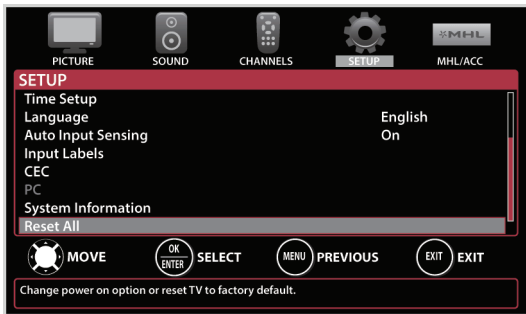 MHL
PICTURE SOUND CHANNELS SETUP MHL/ACC
SETUP
Time Setup
Language English
Auto Input Sensing On
Input Labels
CEC
PC
System Information
Reset All
MOVE OK ENTER SELECT MENU PREVIOUS EXIT EXIT
Change power on option or reset TV to factory default.